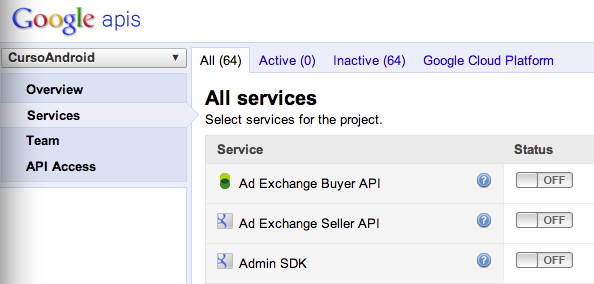 Google apis
CursoAndroid
Overview
Services
Team
API Access
All (64) Active (0) Inactive (64) Google Cloud Platform
All services
Select services for the project.
Service Status
Ad Exchange Buyer API ? OFF
Ad Exchange Seller API ? OFF
Admin SDK ? OFF